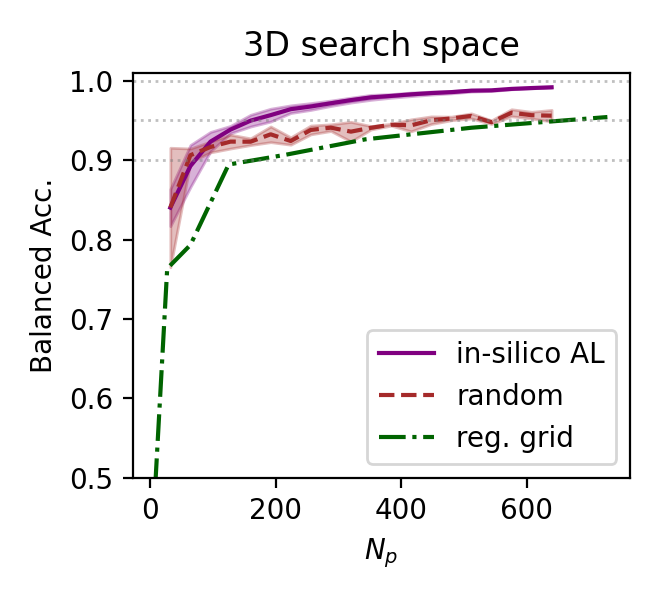 3D search space
Balanced Acc.
1.0
0.9
0.8
0.7
0.6
0.5
0
200
400
600
N_p
in-silico AL
random
reg. grid